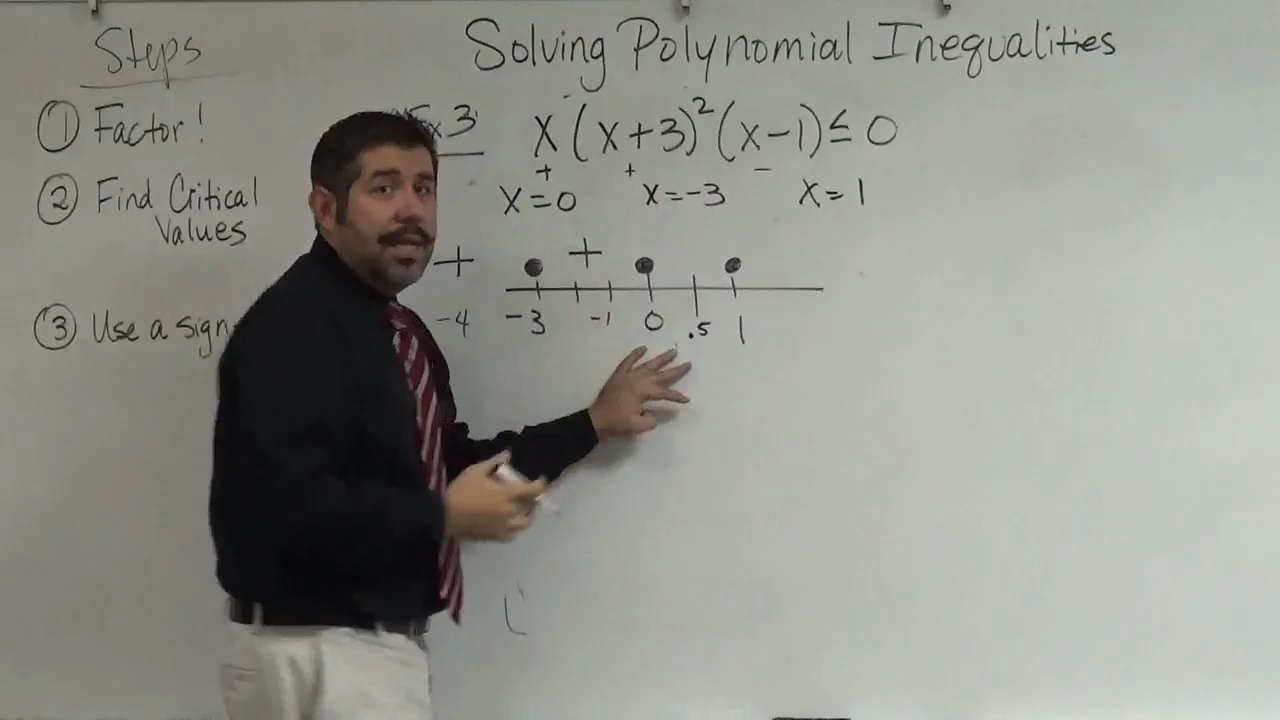 Steps
Solving Polynomial Inequalities
① Factor!
x 3
x(x+3)²(x-1)≤0
+ + -
② Find Critical Values
x=0 x=-3 x=1
+ +
-4 -3 -1 0 .5 1
③ Use a sign